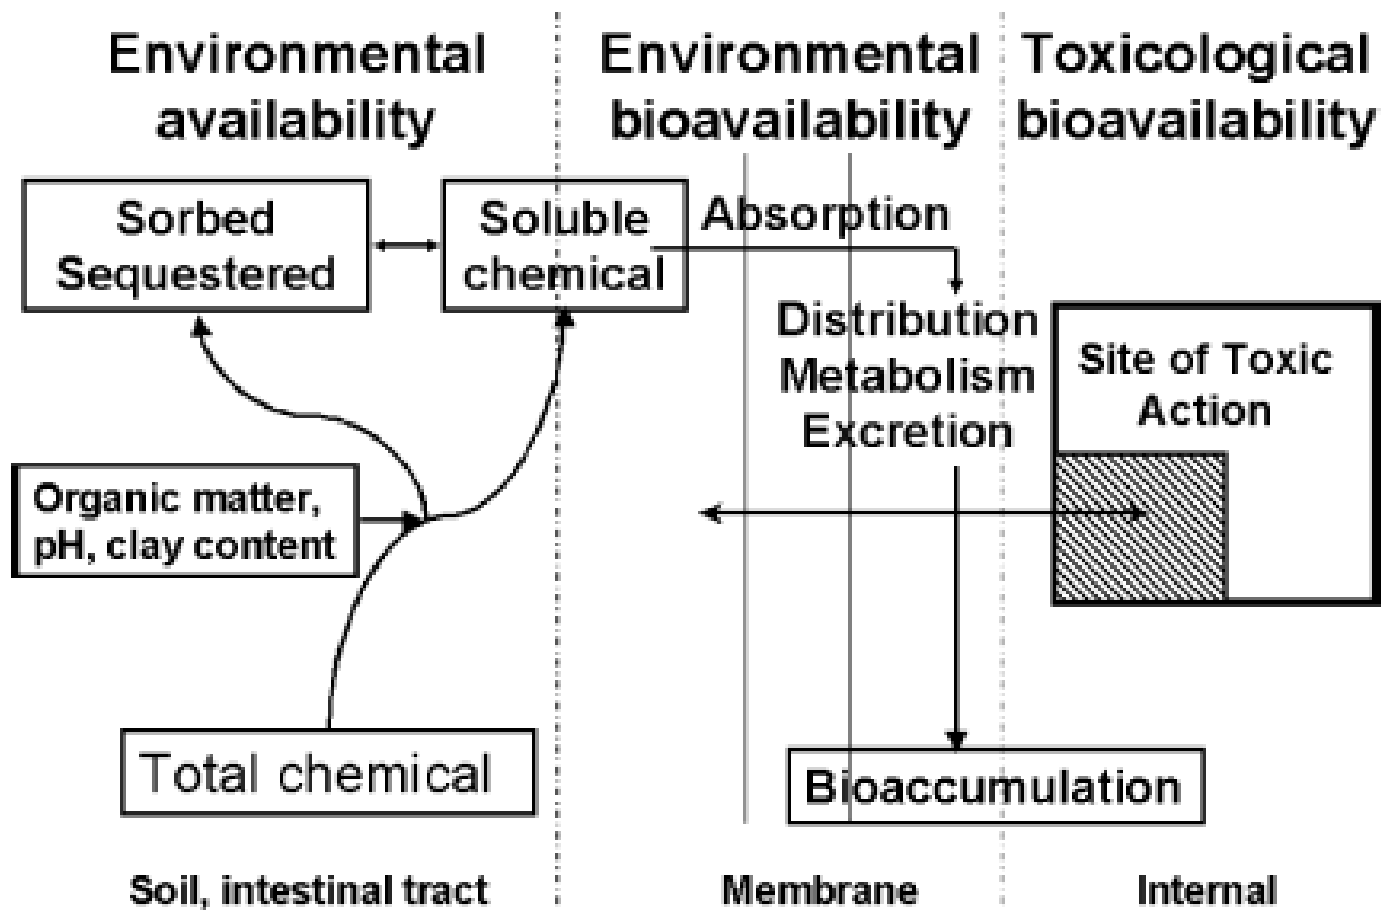 Environmental
availability
Environmental
bioavailability
Toxicological
bioavailability
Sorbed
Sequestered
Soluble
chemical
Absorption
Distribution
Metabolism
Excretion
Site of Toxic
Action
Organic matter,
pH, clay content
Total chemical
Bioaccumulation
Soil, intestinal tract
Membrane
Internal